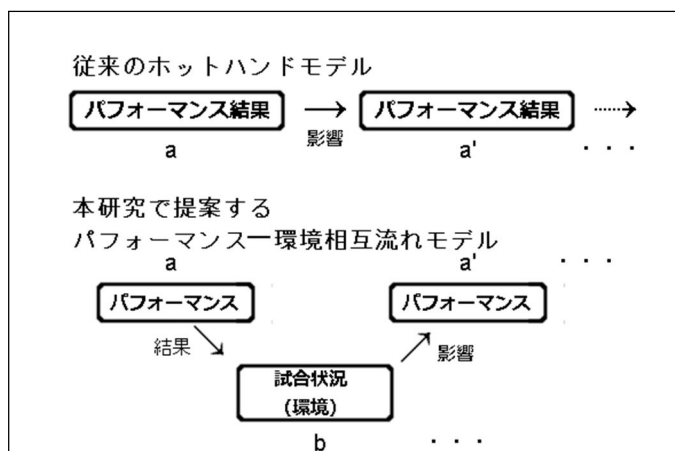 従来のホットハンドモデル
パフォーマンス結果 パフォーマンス結果
影響
a a' ・・・
本研究で提案する
パフォーマンス―環境相互流れモデル
a a' ・・・
パフォーマンス パフォーマンス
結果 影響
試合状況
(環境)
b ・・・